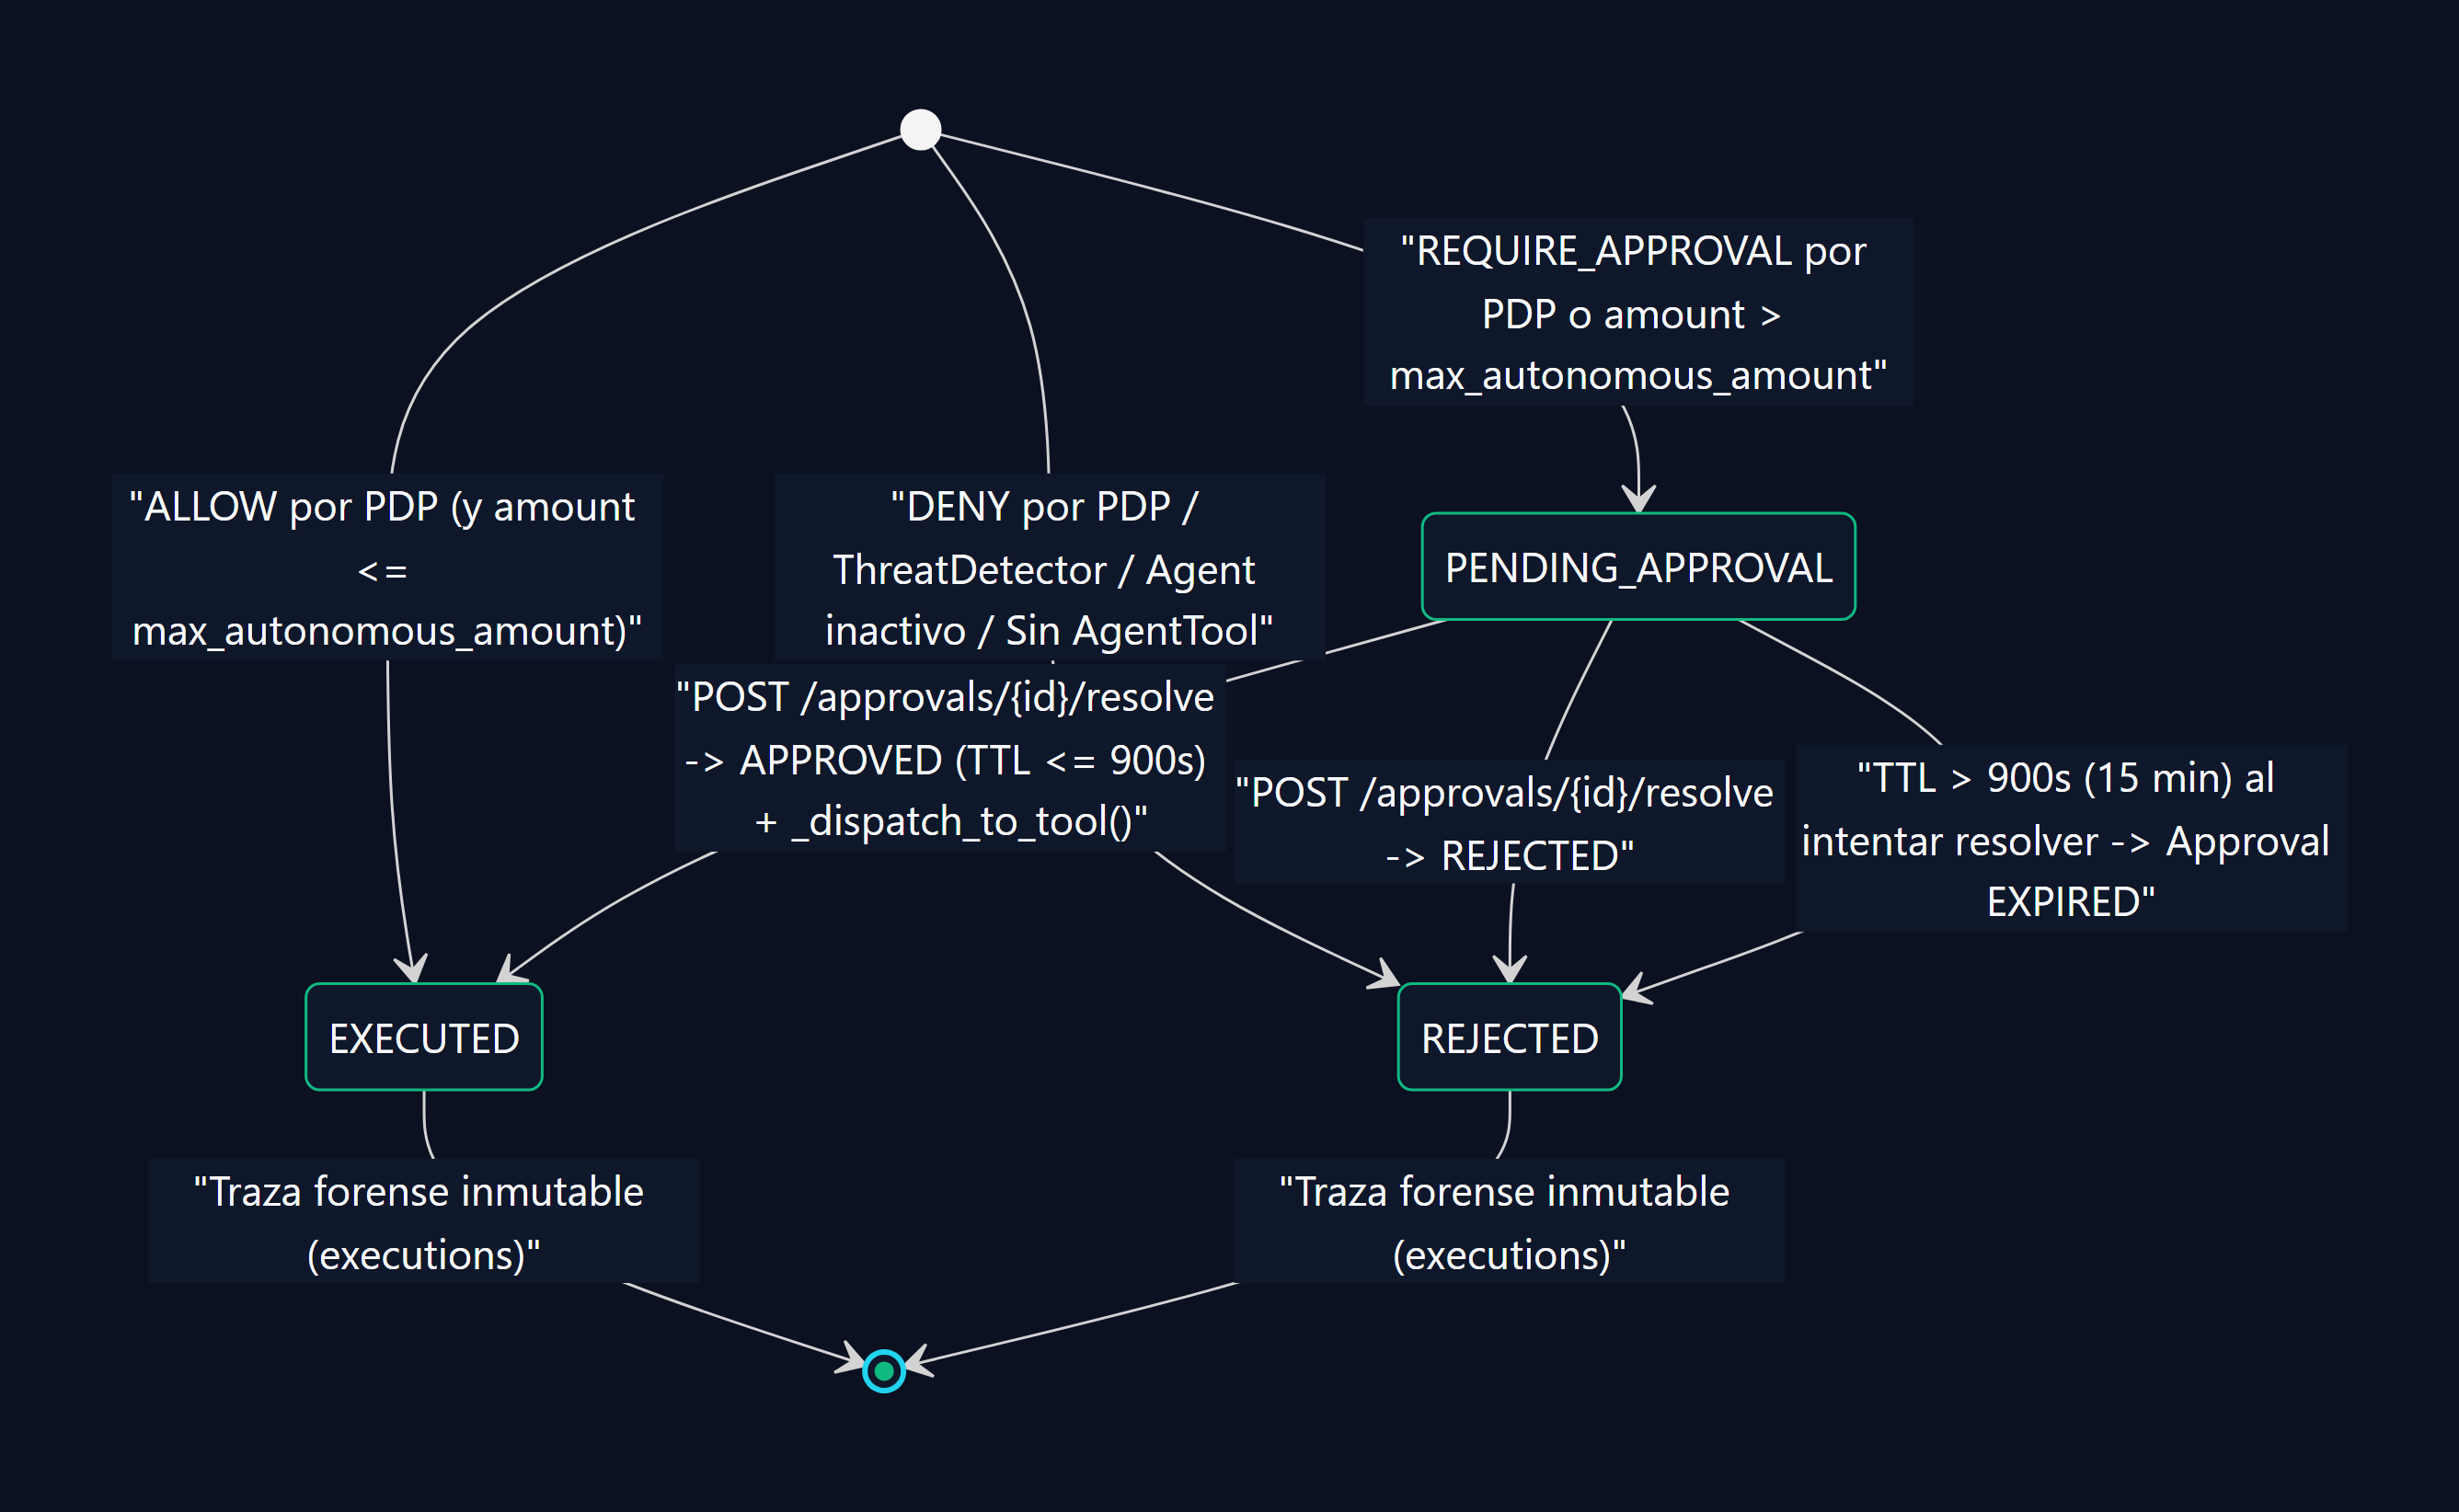 "REQUIRE_APPROVAL por
PDP o amount >
max_autonomous_amount"
"ALLOW por PDP (y amount
<=
max_autonomous_amount)"
"DENY por PDP /
ThreatDetector / Agent
inactivo / Sin AgentTool"
PENDING_APPROVAL
"POST /approvals/{id}/resolve
-> APPROVED (TTL <= 900s)
+ _dispatch_to_tool()"
"POST /approvals/{id}/resolve
-> REJECTED"
"TTL > 900s (15 min) al
intentar resolver -> Approval
EXPIRED"
EXECUTED
REJECTED
"Traza forense inmutable
(executions)"
"Traza forense inmutable
(executions)"